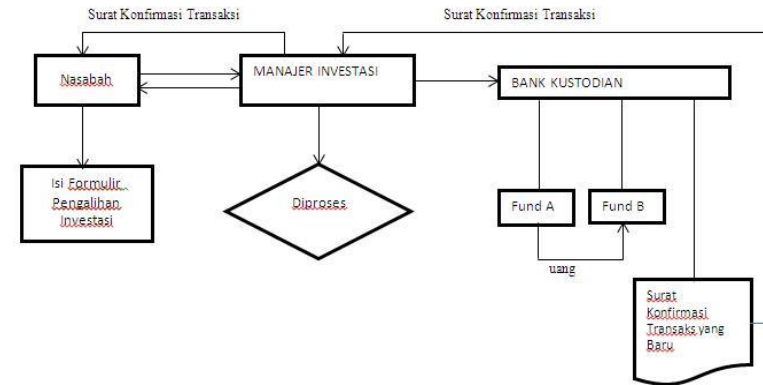 Surat Konfirmasi Transaksi
Surat Konfirmasi Transaksi
Nasabah
MANAJER INVESTASI
BANK KUSTODIAN
Isi Formulir
Pengalihan
Investasi
Diproses
Fund A
Fund B
uang
Surat
Konfirmasi
Transaks yang
Baru